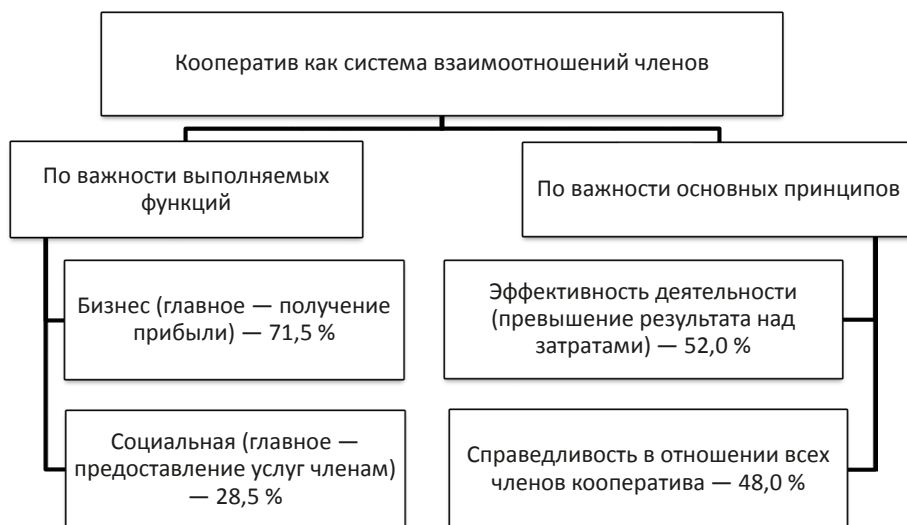 Кооператив как система взаимоотношений членов
По важности выполняемых
функций
По важности основных принципов
Бизнес (главное — получение
прибыли) — 71,5 %
Эффективность деятельности
(превышение результата над
затратами) — 52,0 %
Социальная (главное —
предоставление услуг членам)
— 28,5 %
Справедливость в отношении всех
членов кооператива — 48,0 %